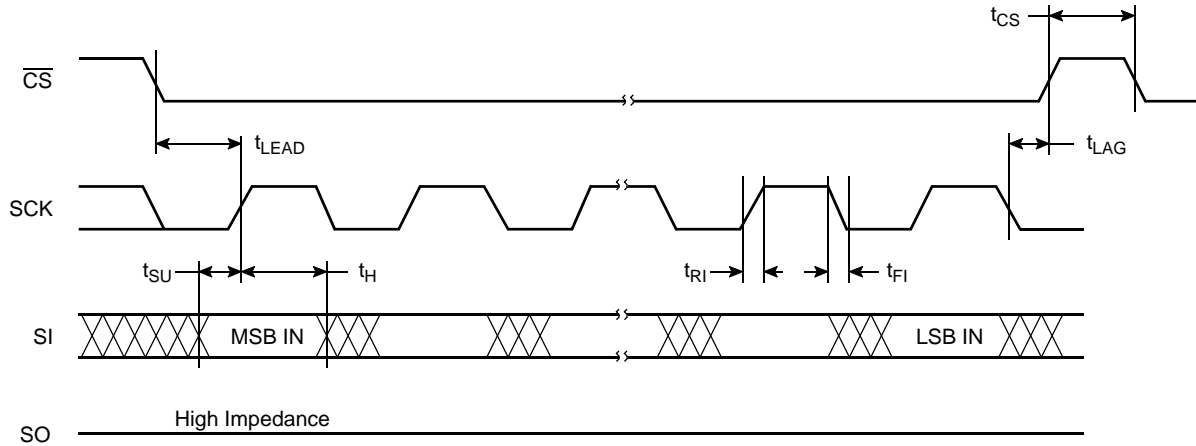 tCS
CS
tLEAD
tLAG
SCK
tSU
tH
tRI
tFI
SI
MSB IN
LSB IN
High Impedance
SO